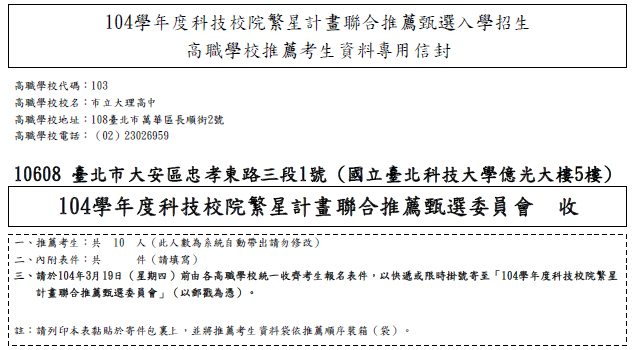 104學年度科技校院繁星計畫聯合推薦甄選入學招生
高職學校推薦考生資料專用信封
高職學校代碼：103
高職學校校名：市立大理高中
高職學校地址：108臺北市萬華區長順街2號
高職學校電話：（02）23026959
10608 臺北市大安區忠孝東路三段1號（國立臺北科技大學億光大樓5樓）
104學年度科技校院繁星計畫聯合推薦甄選委員會　收
一、推薦考生：共　10　人（此人數為系統自動帶出請勿修改）
二、內附表件：共　　　件（請填寫）
三、請於104年3月19日（星期四）前由各高職學校統一收齊考生報名表件，以快遞或限時掛號寄至「104學年度科技校院繁星
計畫聯合推薦甄選委員會」（以郵戳為憑）。
註：請列印本表黏貼於寄件包裹上，並將推薦考生資料袋依推薦順序裝箱（袋）。